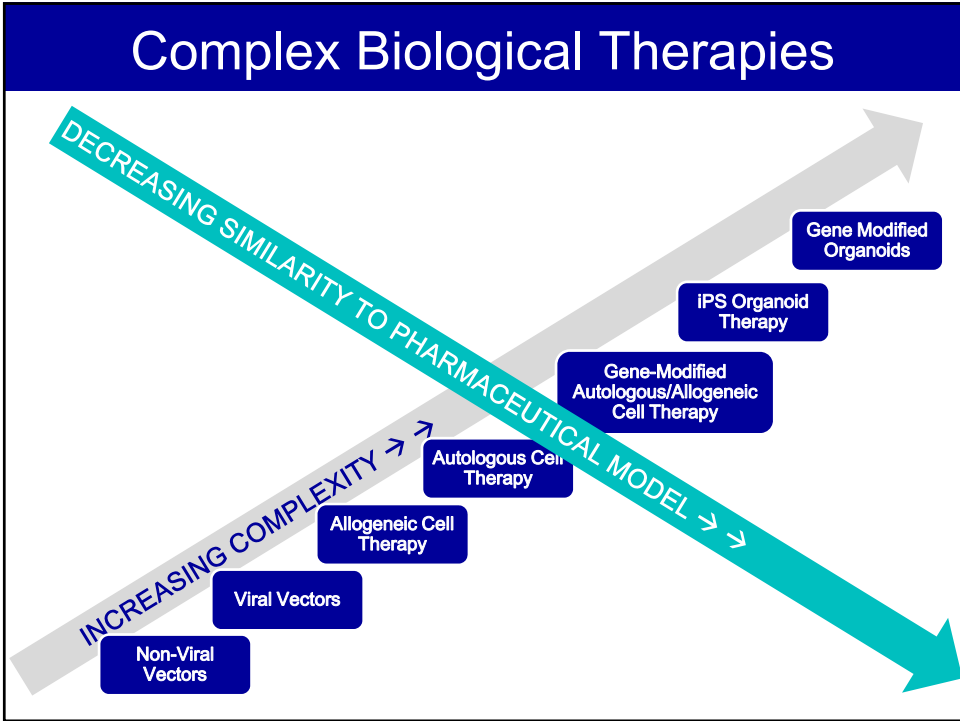 Complex Biological Therapies
DECREASING SIMILARITY TO PHARMACEUTICAL MODEL → →
INCREASING COMPLEXITY → →
Gene Modified
Organoids
iPS Organoid
Therapy
Gene-Modified
Autologous/Allogeneic
Cell Therapy
Autologous Cell
Therapy
Allogeneic Cell
Therapy
Viral Vectors
Non-Viral
Vectors